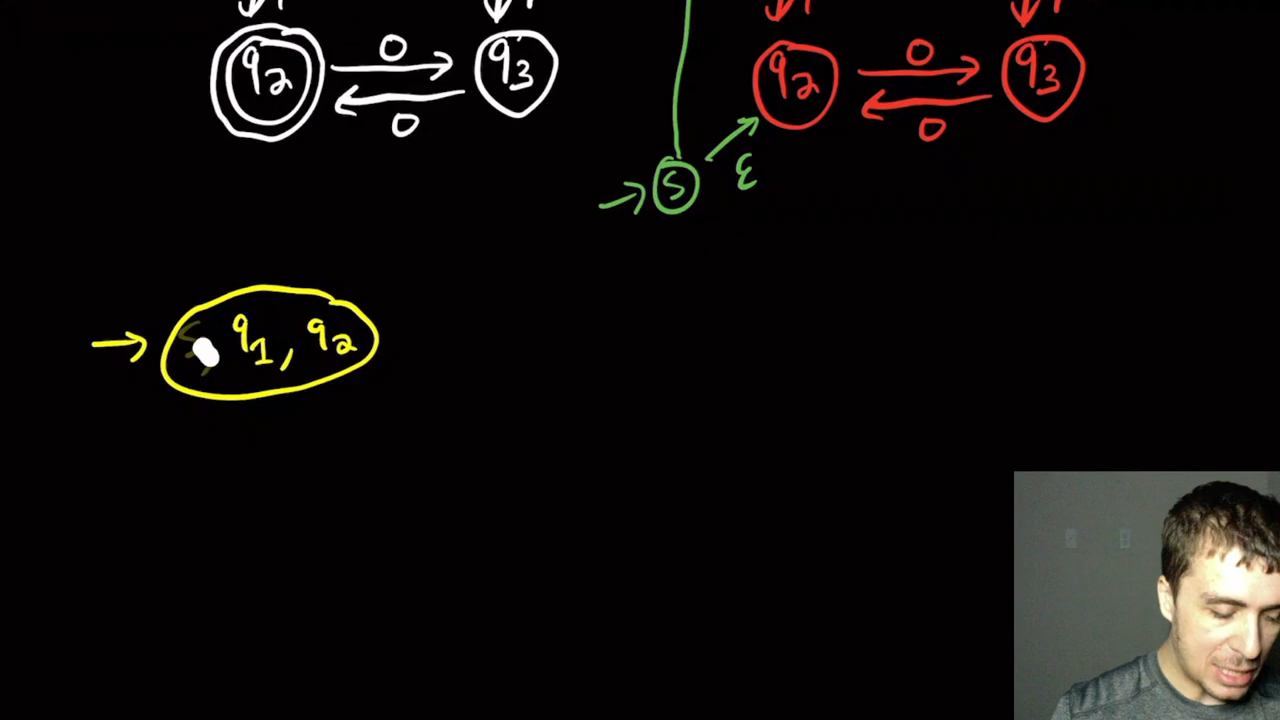 0 0
q2 q3 q2 q3
0 0
S ε
q1, q2